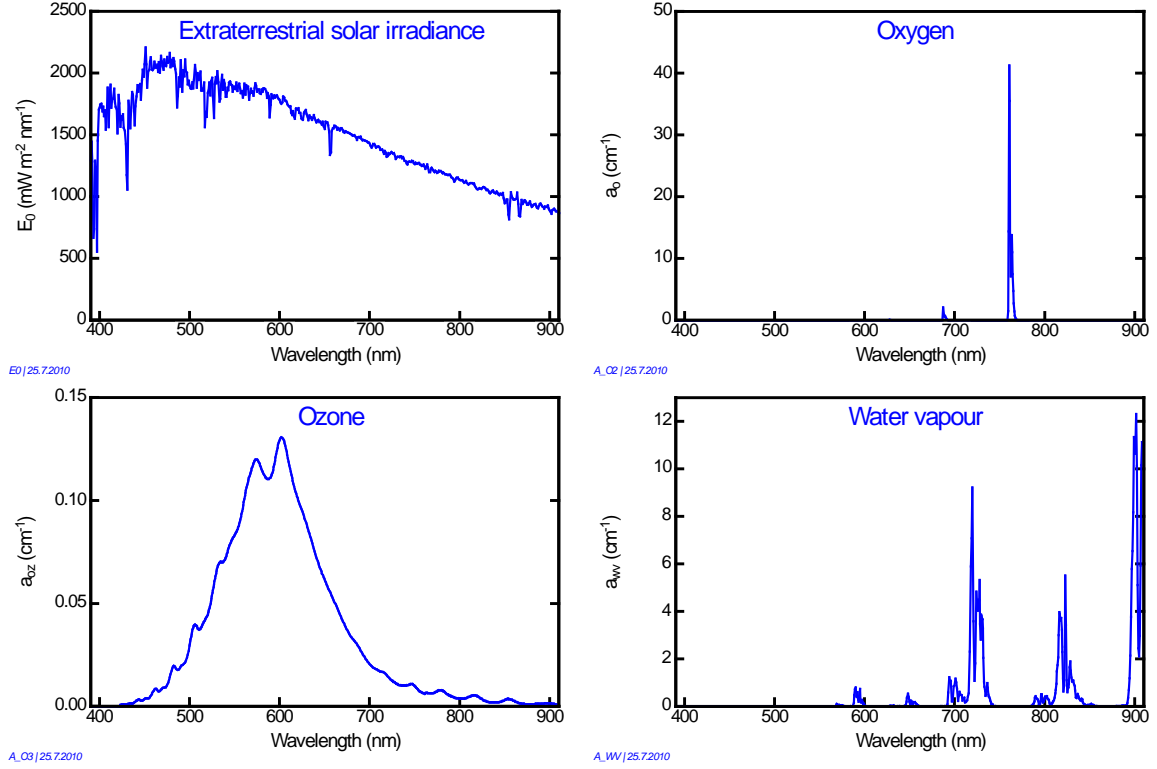 Extraterrestrial solar irradiance
2500
2000
1500
1000
500
0
E0 (mW m-2 nm-1)
400 500 600 700 800 900
Wavelength (nm)
E0 | 25.7.2010
Oxygen
50
40
30
20
10
0
ao (cm-1)
400 500 600 700 800 900
Wavelength (nm)
A_O2 | 25.7.2010
Ozone
0.15
0.10
0.05
0.00
aoz (cm-1)
400 500 600 700 800 900
Wavelength (nm)
A_O3 | 25.7.2010
Water vapour
12
10
8
6
4
2
0
awv (cm-1)
400 500 600 700 800 900
Wavelength (nm)
A_WV | 25.7.2010